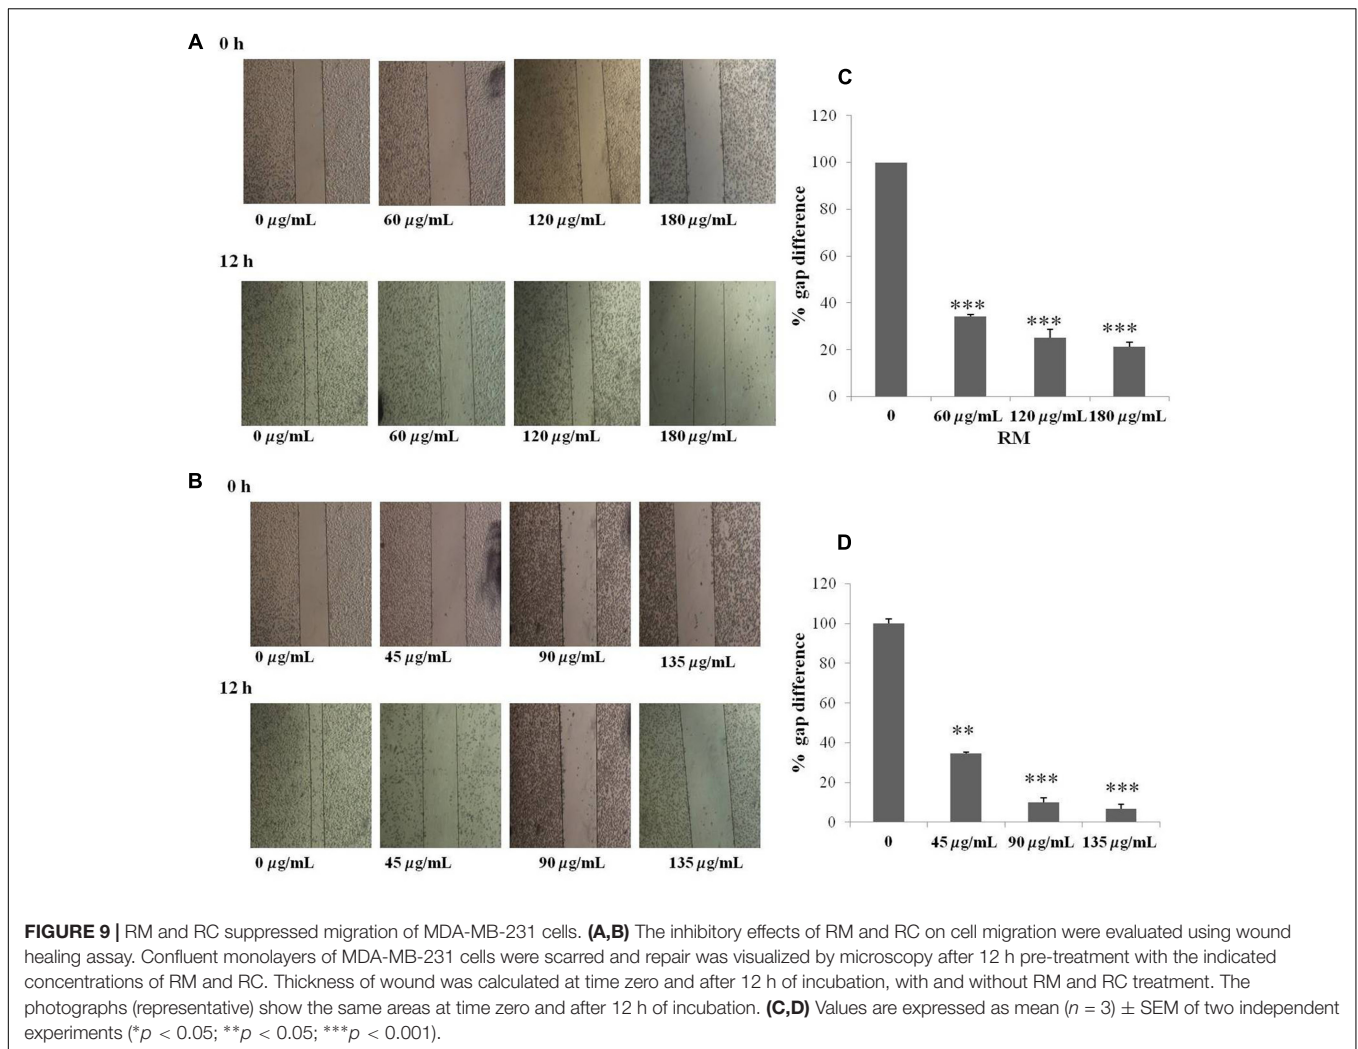 A 0 h
0 µg/mL 60 µg/mL 120 µg/mL 180 µg/mL
12 h
0 µg/mL 60 µg/mL 120 µg/mL 180 µg/mL
B 0 h
0 µg/mL 45 µg/mL 90 µg/mL 135 µg/mL
12 h
0 µg/mL 45 µg/mL 90 µg/mL 135 µg/mL
C
% gap difference
120
100
80
60
40
20
0
*** *** ***
0 60 µg/mL 120 µg/mL 180 µg/mL
RM
D
% gap difference
120
100
80
60
40
20
0
** *** ***
0 45 µg/mL 90 µg/mL 135 µg/mL
FIGURE 9 | RM and RC suppressed migration of MDA-MB-231 cells. (A,B) The inhibitory effects of RM and RC on cell migration were evaluated using wound
healing assay. Confluent monolayers of MDA-MB-231 cells were scarred and repair was visualized by microscopy after 12 h pre-treatment with the indicated
concentrations of RM and RC. Thickness of wound was calculated at time zero and after 12 h of incubation, with and without RM and RC treatment. The
photographs (representative) show the same areas at time zero and after 12 h of incubation. (C,D) Values are expressed as mean (n = 3) ± SEM of two independent
experiments (*p < 0.05; **p < 0.05; ***p < 0.001).